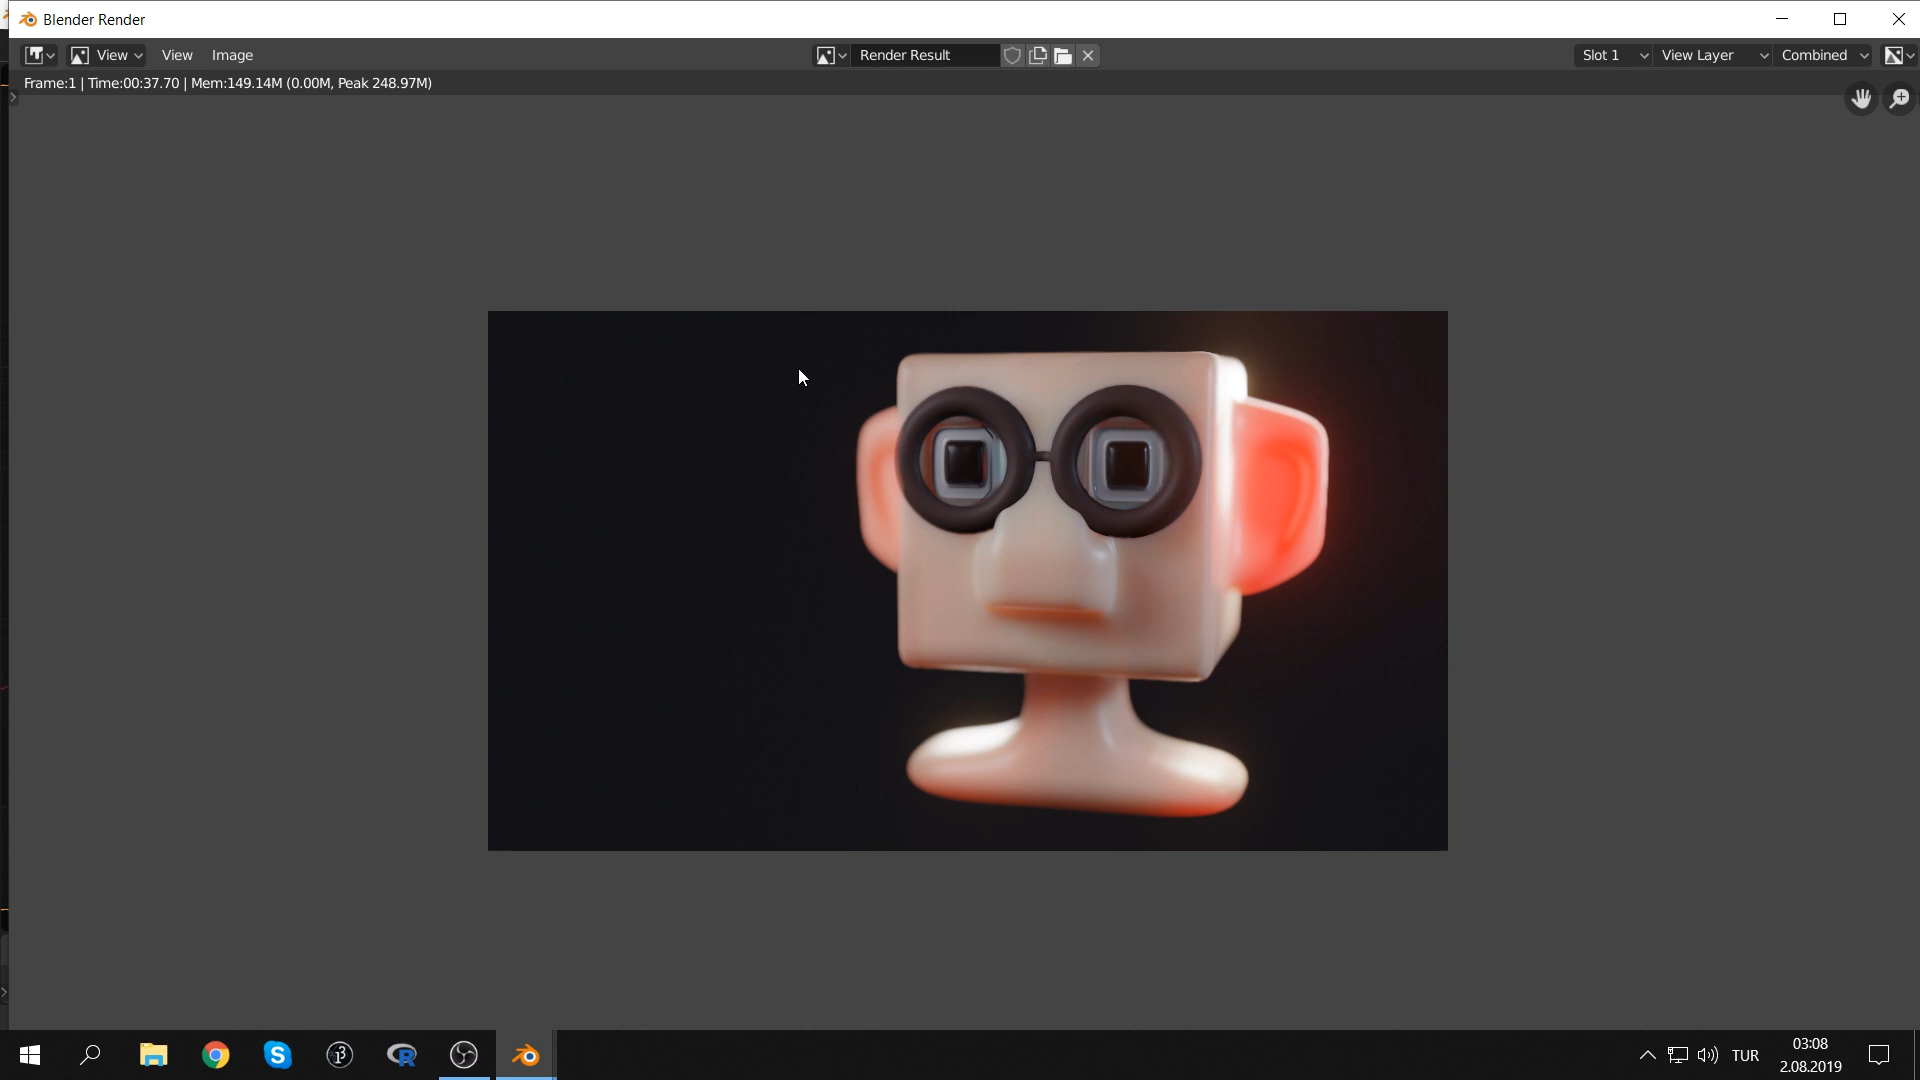 Blender Render
View View Image Render Result Slot 1 View Layer Combined
Frame:1 | Time:00:37.70 | Mem:149.14M (0.00M, Peak 248.97M)
TUR
03:08
2.08.2019